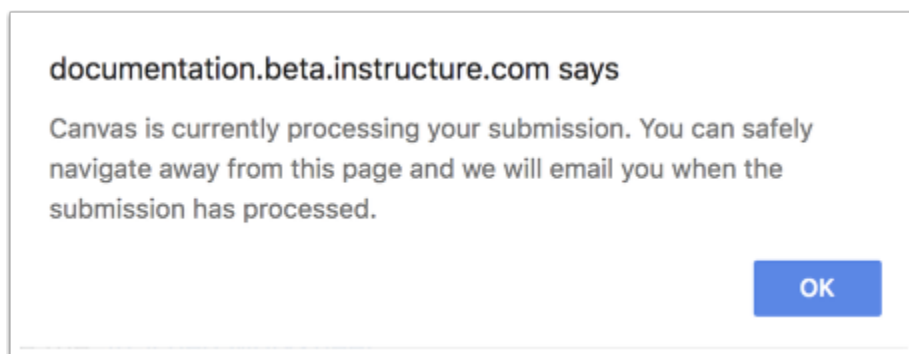 documentation.beta.instructure.com says
Canvas is currently processing your submission. You can safely
navigate away from this page and we will email you when the
submission has processed.
OK